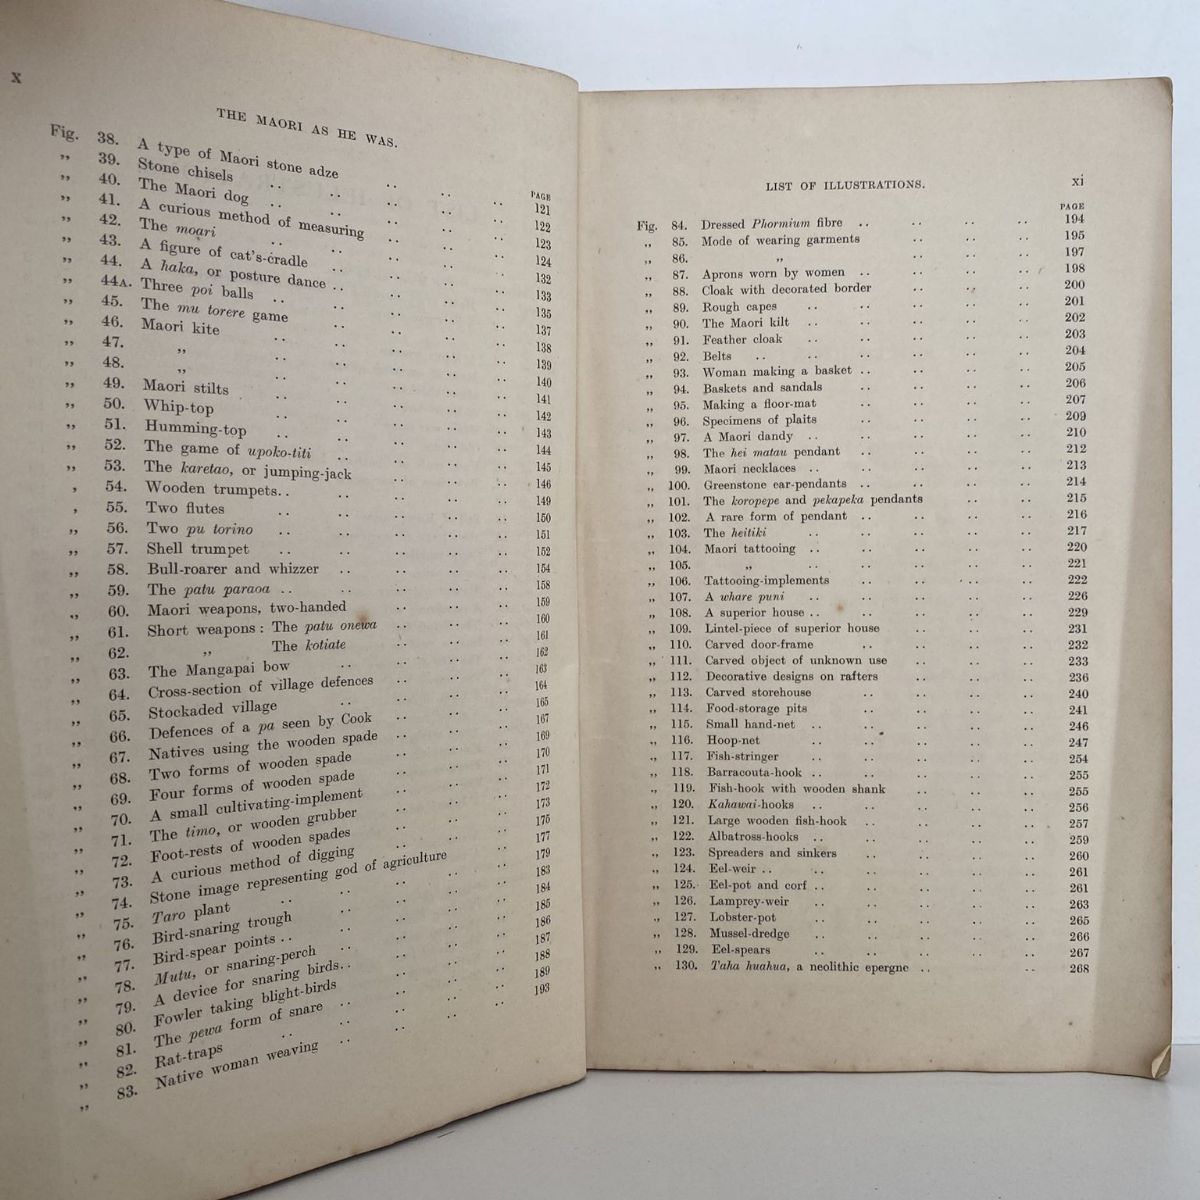 x
THE MAORI AS HE WAS.
PAGE
Fig. 38. A type of Maori stone adze .. .. .. 121
„ 39. Stone chisels .. .. .. .. 122
„ 40. The Maori dog .. .. .. .. 123
„ 41. A curious method of measuring .. .. .. 124
„ 42. The moari .. .. .. .. 132
„ 43. A figure of cat's-cradle .. .. .. 133
„ 44. A haka, or posture dance .. .. .. .. 135
„ 44A. Three poi balls .. .. .. .. 137
„ 45. The mu torere game .. .. .. 138
„ 46. Maori kite .. .. .. .. 139
„ 47. „ .. .. .. .. 140
„ 48. „ .. .. .. .. 141
„ 49. Maori stilts .. .. .. .. 142
„ 50. Whip-top .. .. .. .. 143
„ 51. Humming-top .. .. .. .. 144
„ 52. The game of upoko-titi .. .. .. 145
„ 53. The karetao, or jumping-jack .. .. .. 146
„ 54. Wooden trumpets.. .. .. .. 149
„ 55. Two flutes .. .. .. .. 150
„ 56. Two pu torino .. .. .. .. 151
„ 57. Shell trumpet .. .. .. .. 152
„ 58. Bull-roarer and whizzer .. .. .. .. 154
„ 59. The patu paraoa .. .. .. .. 158
„ 60. Maori weapons, two-handed .. .. .. 159
„ 61. Short weapons: The patu onewa .. .. .. 160
„ 62. „ The kotiate .. .. 161
„ 63. The Mangapai bow .. .. .. .. 162
„ 64. Cross-section of village defences .. .. .. 163
„ 65. Stockaded village .. .. .. .. 164
„ 66. Defences of a pa seen by Cook .. .. .. 165
„ 67. Natives using the wooden spade .. .. .. 167
„ 68. Two forms of wooden spade .. .. .. 169
„ 69. Four forms of wooden spade .. .. .. 170
„ 70. A small cultivating-implement .. .. .. 171
„ 71. The timo, or wooden grubber .. .. .. 172
„ 72. Foot-rests of wooden spades .. .. .. 173
„ 73. A curious method of digging .. .. .. 175
„ 74. Stone image representing god of agriculture .. 177
„ 75. Taro plant .. .. .. .. 179
„ 76. Bird-snaring trough .. .. .. .. 183
„ 77. Bird-spear points .. .. .. .. 184
„ 78. Mutu, or snaring-perch .. .. .. .. 185
„ 79. A device for snaring birds.. .. .. .. 186
„ 80. Fowler taking blight-birds .. .. .. 187
„ 81. The pewa form of snare .. .. .. 188
„ 82. Rat-traps .. .. .. .. 189
„ 83. Native woman weaving .. .. .. 193
LIST OF ILLUSTRATIONS. xi
PAGE
Fig. 84. Dressed Phormium fibre .. .. .. .. 194
„ 85. Mode of wearing garments .. .. .. 195
„ 86. „ .. .. .. 197
„ 87. Aprons worn by women .. .. .. .. 198
„ 88. Cloak with decorated border .. .. .. 200
„ 89. Rough capes .. .. .. .. .. 201
„ 90. The Maori kilt .. .. .. .. .. 202
„ 91. Feather cloak .. .. .. .. .. 203
„ 92. Belts .. .. .. .. .. .. 204
„ 93. Woman making a basket .. .. .. .. 205
„ 94. Baskets and sandals .. .. .. .. 206
„ 95. Making a floor-mat .. .. .. .. 207
„ 96. Specimens of plaits .. .. .. .. 209
„ 97. A Maori dandy .. .. .. .. .. 210
„ 98. The hei matau pendant .. .. .. .. 212
„ 99. Maori necklaces .. .. .. .. .. 213
„ 100. Greenstone ear-pendants .. .. .. .. 214
„ 101. The koropepe and pekapeka pendants .. .. 215
„ 102. A rare form of pendant .. .. .. .. 216
„ 103. The heitiki .. .. .. .. .. 217
„ 104. Maori tattooing .. .. .. .. .. 220
„ 105. „ .. .. .. .. 221
„ 106. Tattooing-implements .. .. .. .. 222
„ 107. A whare puni .. .. .. .. .. 226
„ 108. A superior house .. .. .. .. .. 229
„ 109. Lintel-piece of superior house .. .. .. 231
„ 110. Carved door-frame .. .. .. .. 232
„ 111. Carved object of unknown use .. .. .. 233
„ 112. Decorative designs on rafters .. .. .. 236
„ 113. Carved storehouse .. .. .. .. 240
„ 114. Food-storage pits .. .. .. .. 241
„ 115. Small hand-net .. .. .. .. .. 246
„ 116. Hoop-net .. .. .. .. .. 247
„ 117. Fish-stringer .. .. .. .. .. 254
„ 118. Barracouta-hook .. .. .. .. .. 255
„ 119. Fish-hook with wooden shank .. .. .. 255
„ 120. Kahawai-hooks .. .. .. .. .. 256
„ 121. Large wooden fish-hook .. .. .. .. 257
„ 122. Albatross-hooks .. .. .. .. .. 259
„ 123. Spreaders and sinkers .. .. .. .. 260
„ 124. Eel-weir .. .. .. .. .. 261
„ 125. Eel-pot and corf .. .. .. .. .. 261
„ 126. Lamprey-weir .. .. .. .. .. 263
„ 127. Lobster-pot .. .. .. .. .. 265
„ 128. Mussel-dredge .. .. .. .. .. 266
„ 129. Eel-spears .. .. .. .. .. 267
„ 130. Taha huahua, a neolithic epergne .. .. 268